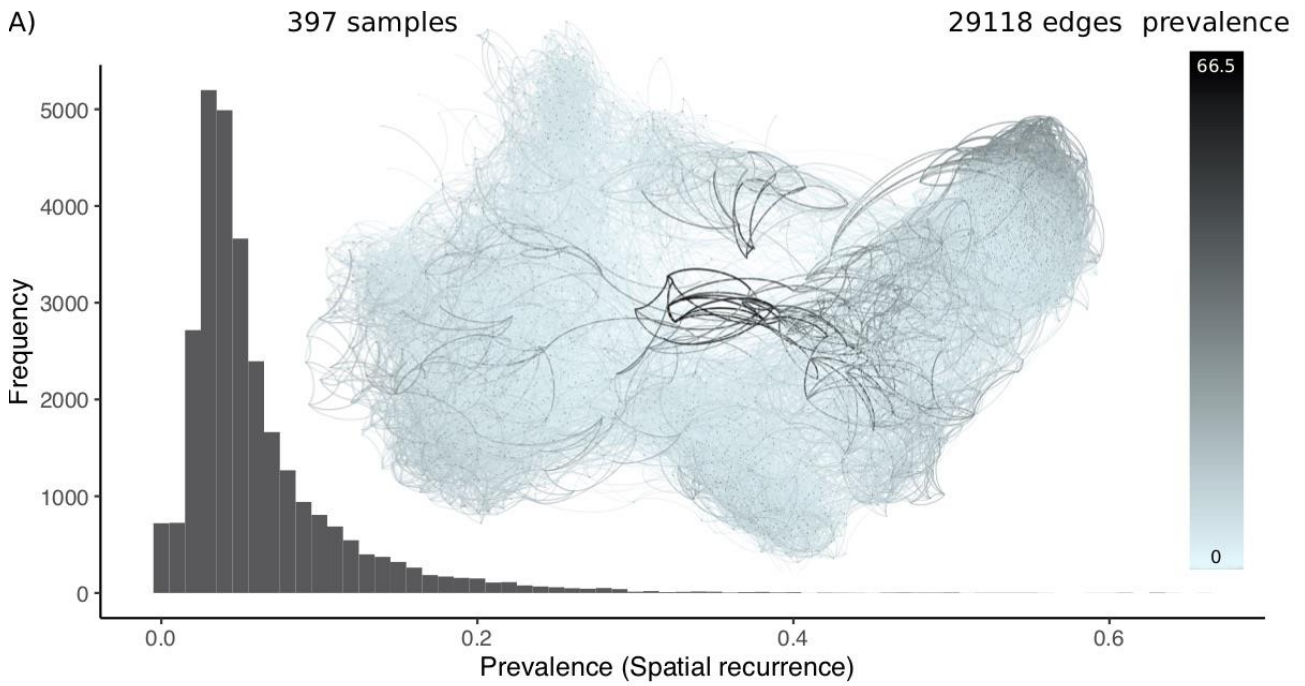 A)
397 samples
29118 edges
prevalence
66.5
0
Frequency
5000
4000
3000
2000
1000
0
0.0
0.2
0.4
0.6
Prevalence (Spatial recurrence)